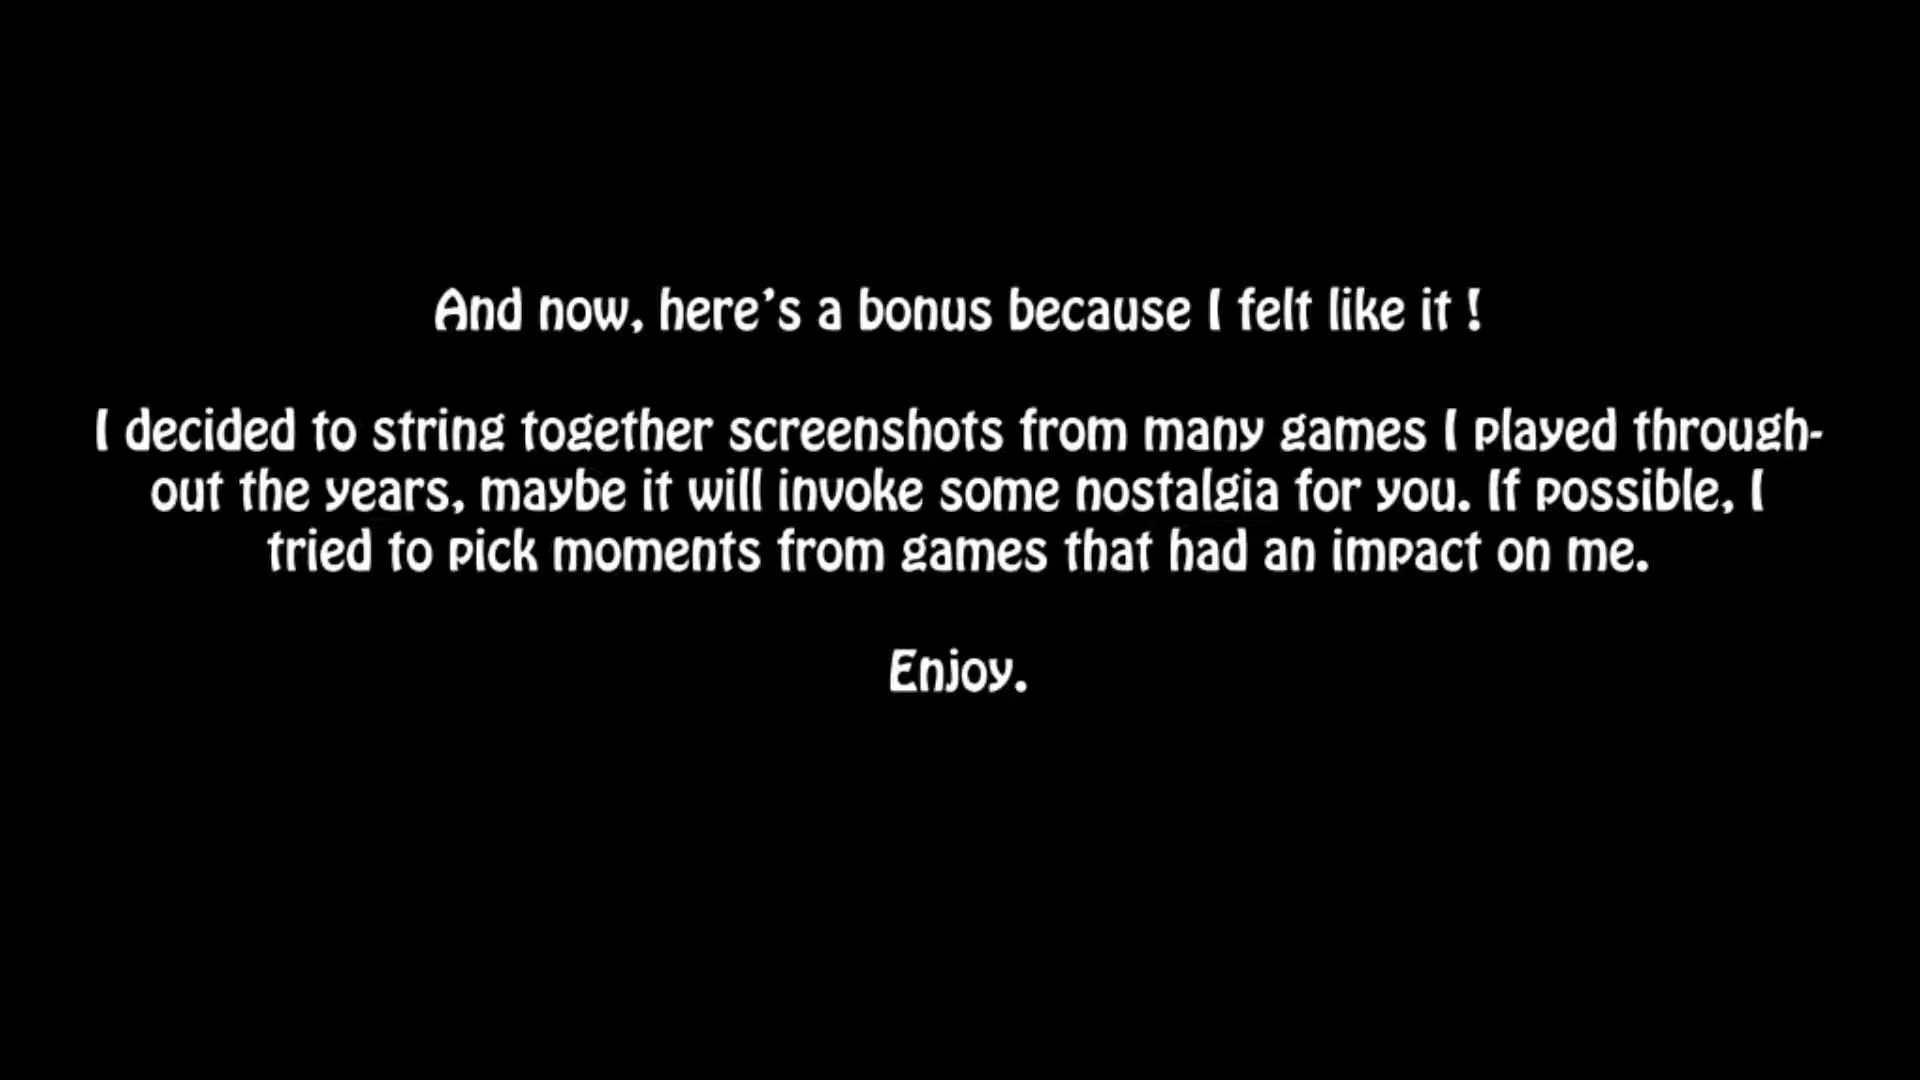 And now, here's a bonus because I felt like it !
I decided to string together screenshots from many games I played through-
out the years, maybe it will invoke some nostalgia for you. If possible, I
tried to pick moments from games that had an impact on me.
Enjoy.